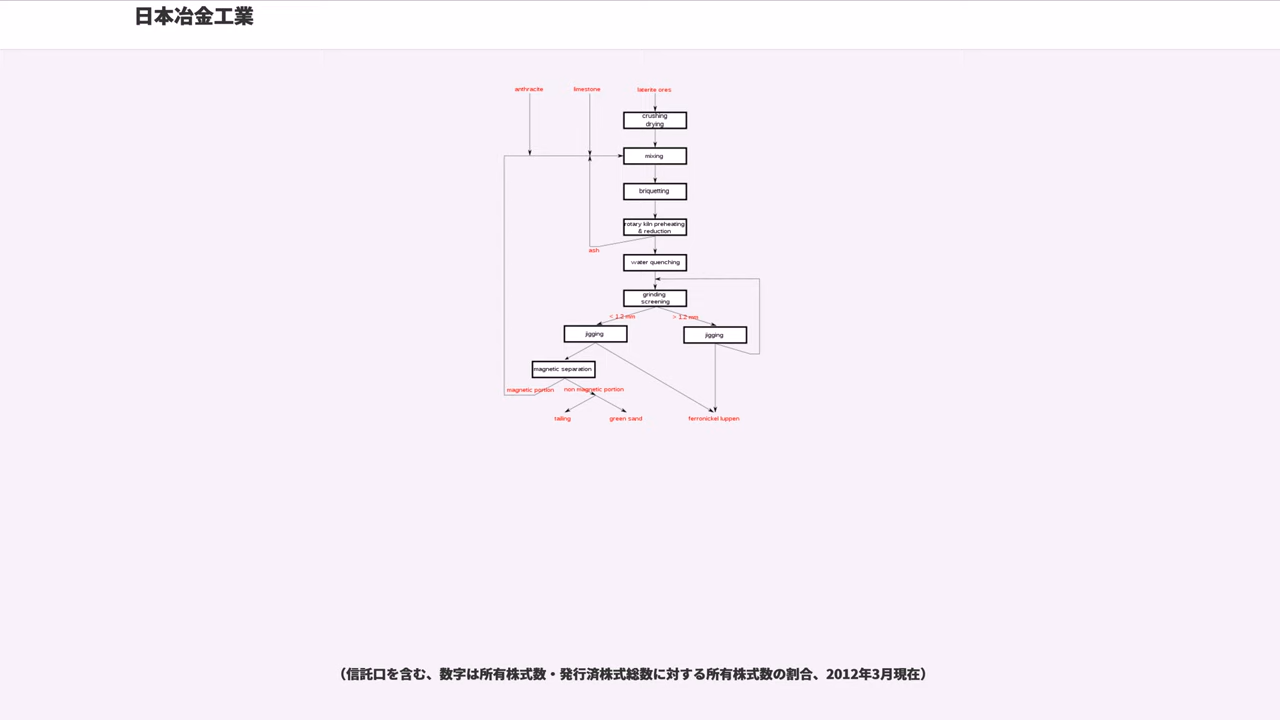 日本冶金工業
anthracite
limestone
laterite ores
crushing
drying
mixing
briquetting
rotary kiln preheating
& reduction
ash
water quenching
grinding
screening
< 1.2 mm
> 1.2 mm
jigging
jigging
magnetic separation
magnetic portion
non magnetic portion
tailing
green sand
ferronickel luppen
（信託口を含む、数字は所有株式数・発行済株式総数に対する所有株式数の割合、2012年3月現在）